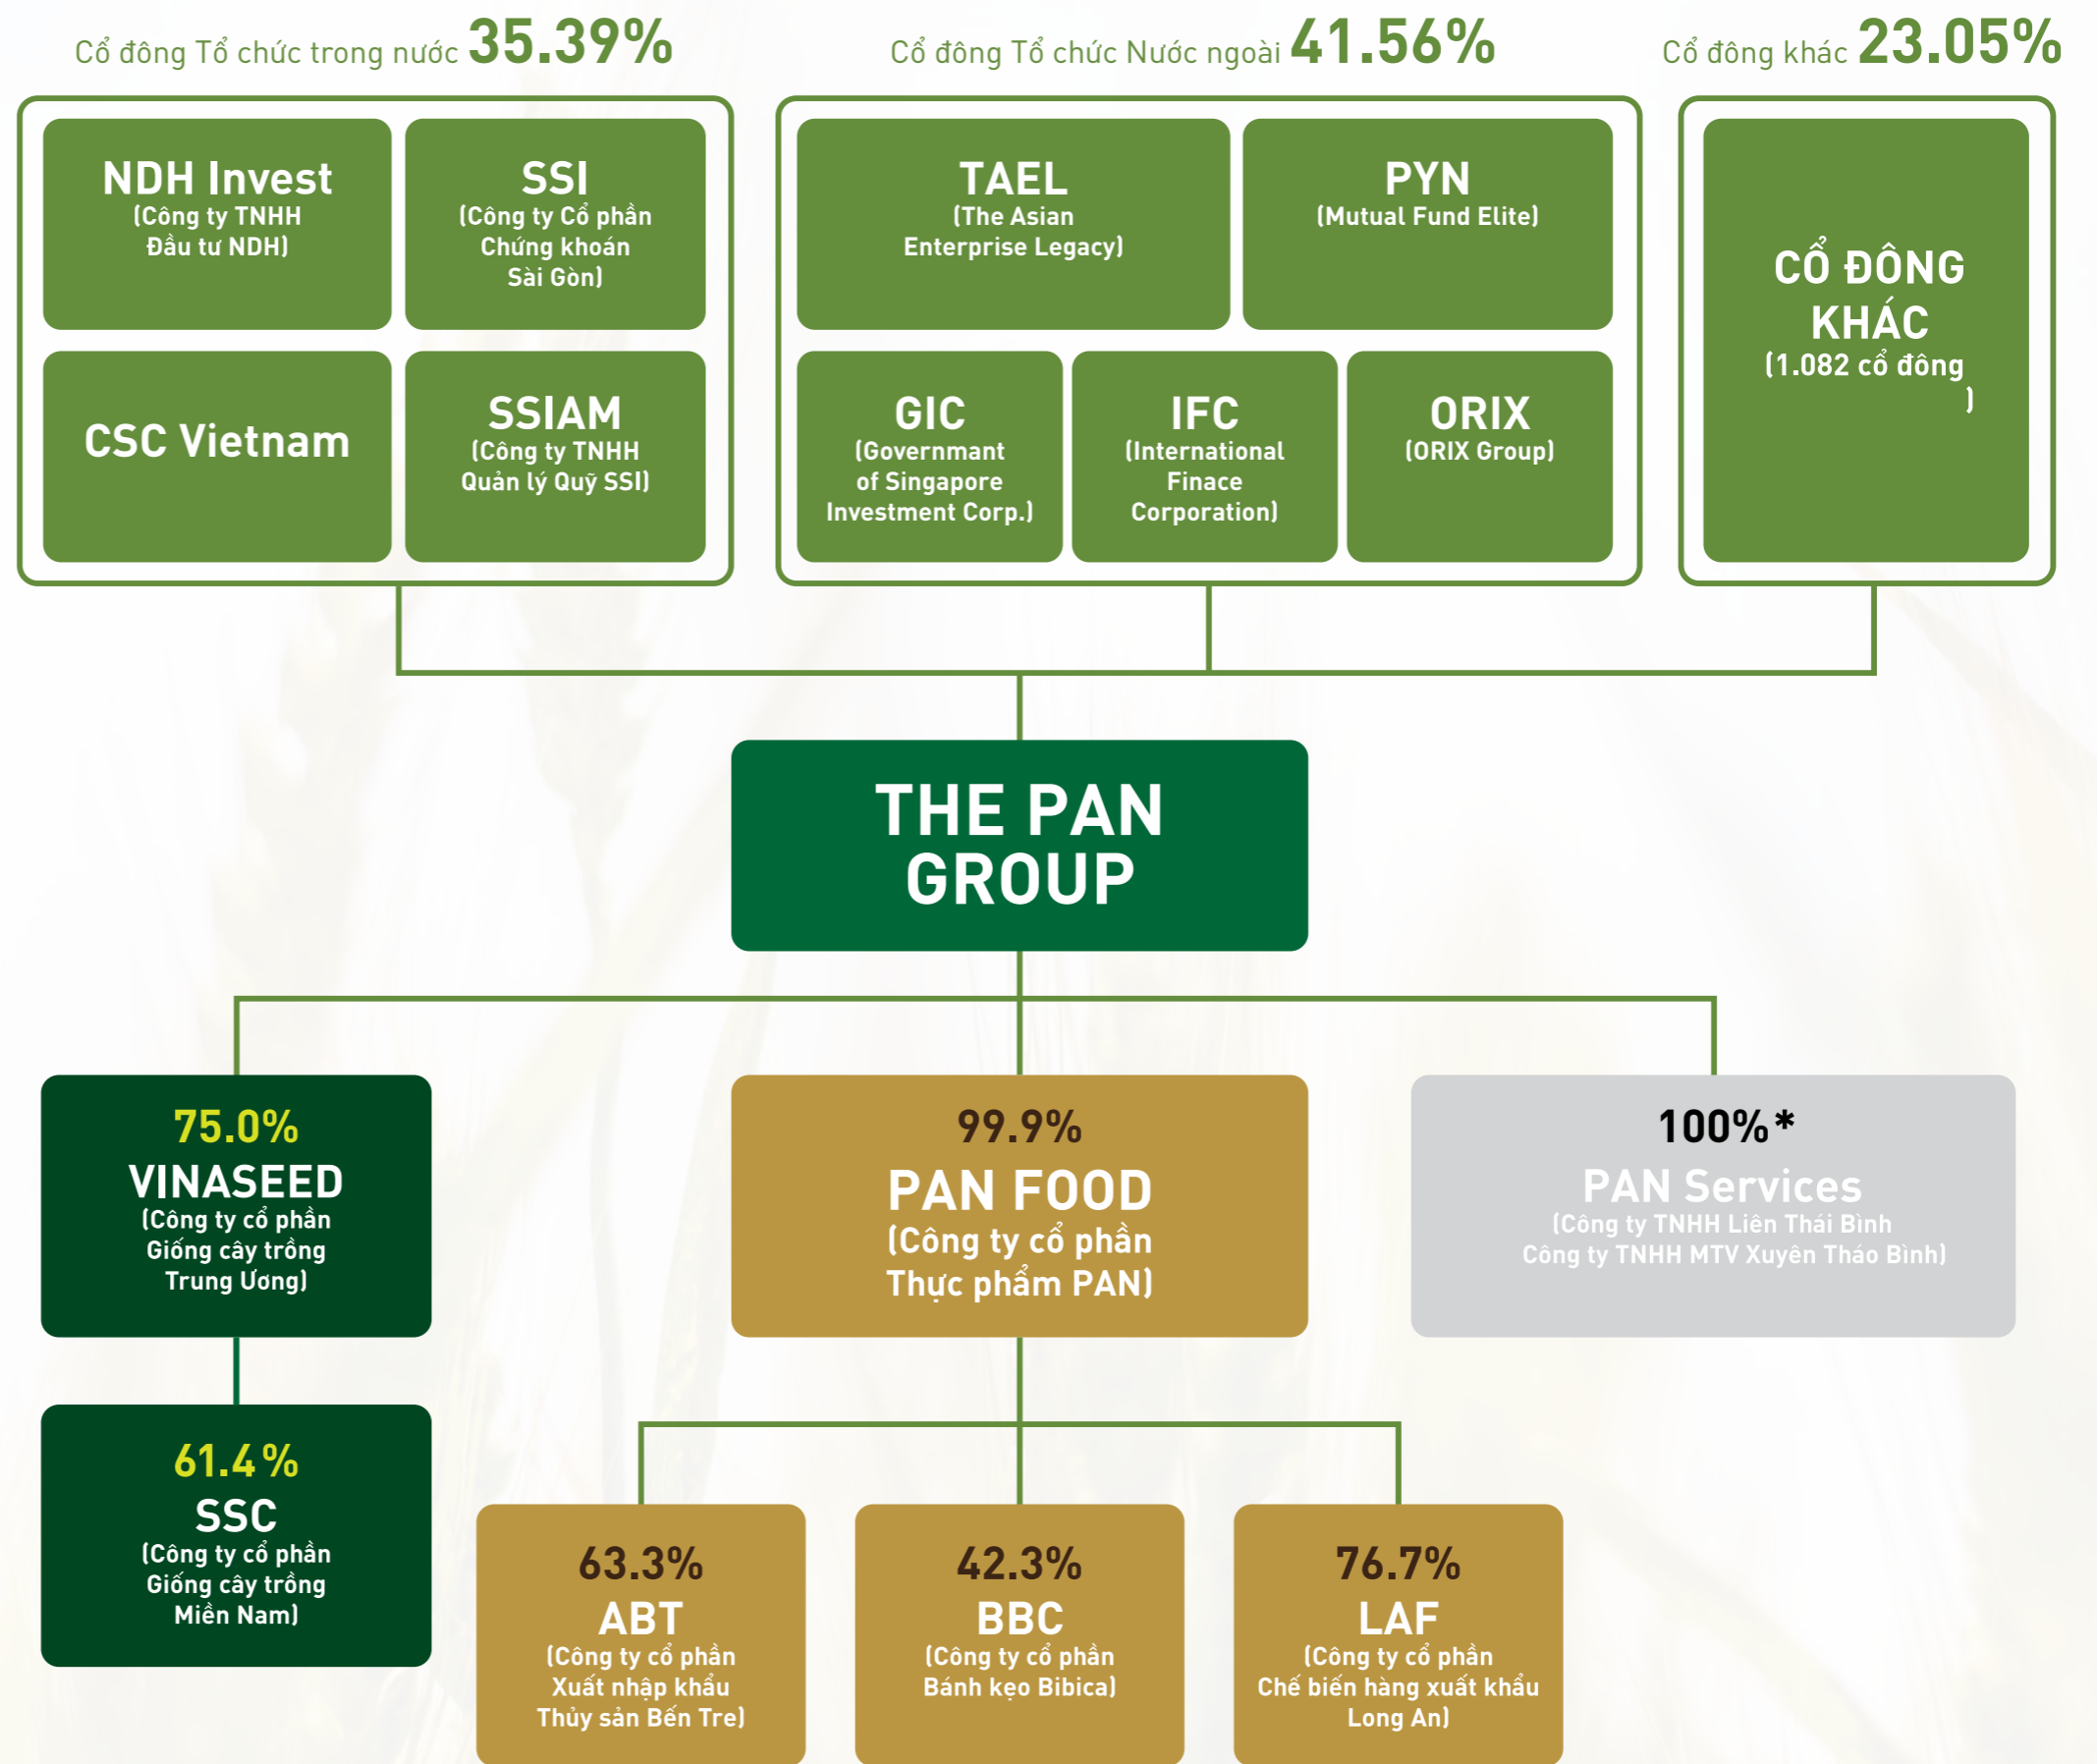 Cổ đông Tổ chức trong nước 35.39%
Cổ đông Tổ chức Nước ngoài 41.56%
Cổ đông khác 23.05%
NDH Invest
(Công ty TNHH
Đầu tư NDH)
SSI
(Công ty Cổ phần
Chứng khoán
Sài Gòn)
CSC Vietnam
SSIAM
(Công ty TNHH
Quản lý Quỹ SSI)
TAEL
(The Asian
Enterprise Legacy)
PYN
(Mutual Fund Elite)
GIC
(Governmant
of Singapore
Investment Corp.)
IFC
(International
Finace
Corporation)
ORIX
(ORIX Group)
CỔ ĐÔNG
KHÁC
(1.082 cổ đông
)
THE PAN
GROUP
75.0%
VINASEED
(Công ty cổ phần
Giống cây trồng
Trung Ương)
99.9%
PAN FOOD
(Công ty cổ phần
Thực phẩm PAN)
100%*
PAN Services
(Công ty TNHH Liên Thái Bình
Công ty TNHH MTV Xuyên Tháo Bình)
61.4%
SSC
(Công ty cổ phần
Giống cây trồng
Miền Nam)
63.3%
ABT
(Công ty cổ phần
Xuất nhập khẩu
Thủy sản Bến Tre)
42.3%
BBC
(Công ty cổ phần
Bánh kẹo Bibica)
76.7%
LAF
(Công ty cổ phần
Chế biến hàng xuất khẩu
Long An)